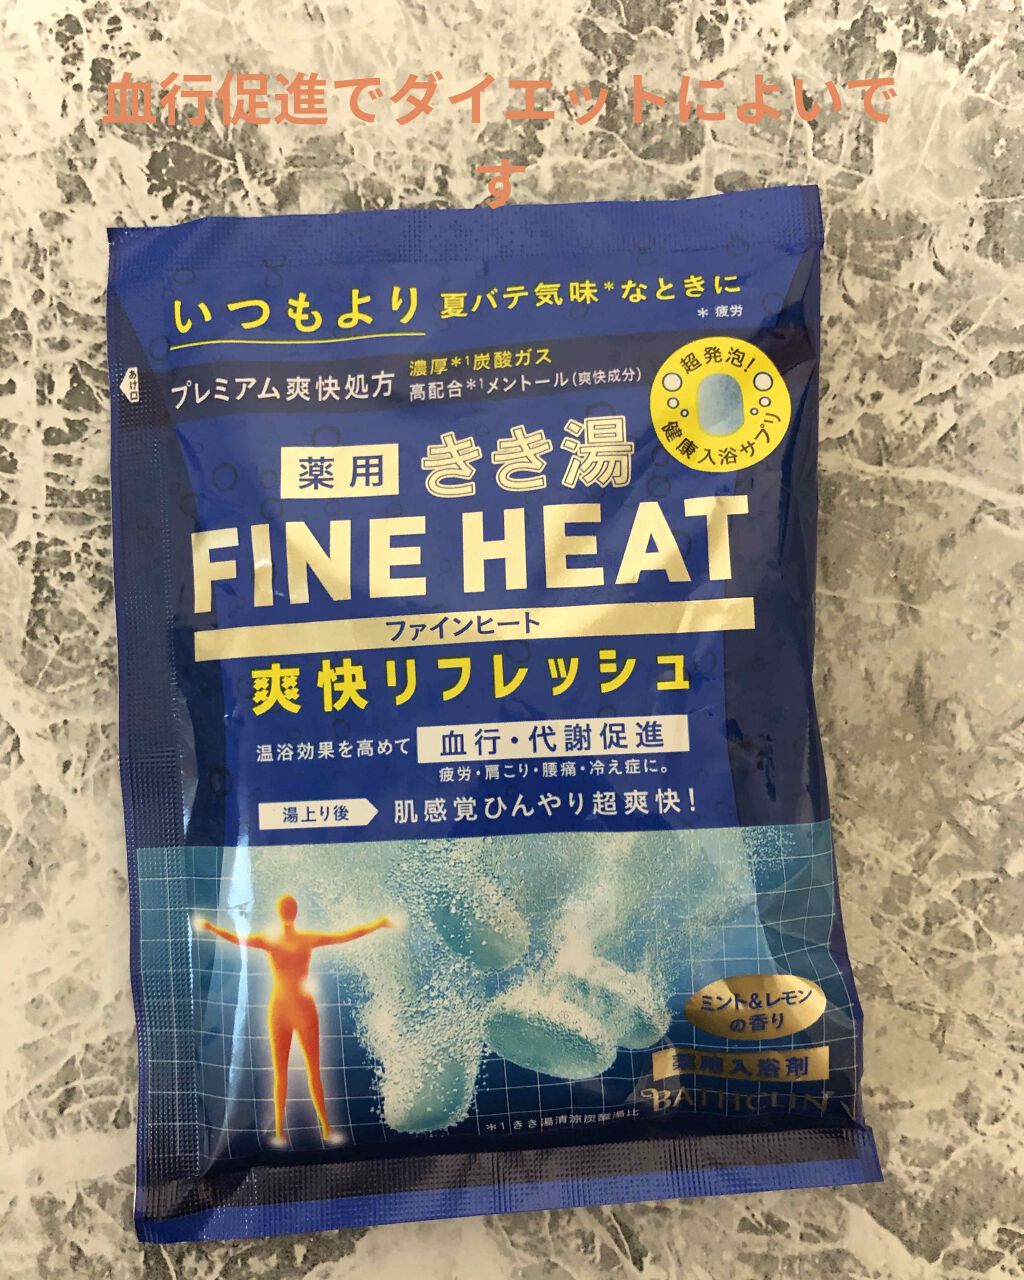 血行促進でダイエットによいで
す
いつもより 夏バテ気味*なときに
* 疲労
あけ口
プレミアム爽快処方 濃厚*1炭酸ガス
高配合*1メントール(爽快成分)
超発泡!
健康入浴サプリ
薬用 きき湯
FINE HEAT
ファインヒート
爽快リフレッシュ
温浴効果を高めて 血行・代謝促進
疲労・肩こり・腰痛・冷え症に。
湯上り後 肌感覚ひんやり超爽快!
ミント&レモン
の香り
薬用入浴剤
BATHCLIN
*1 きき湯清涼炭酸湯比